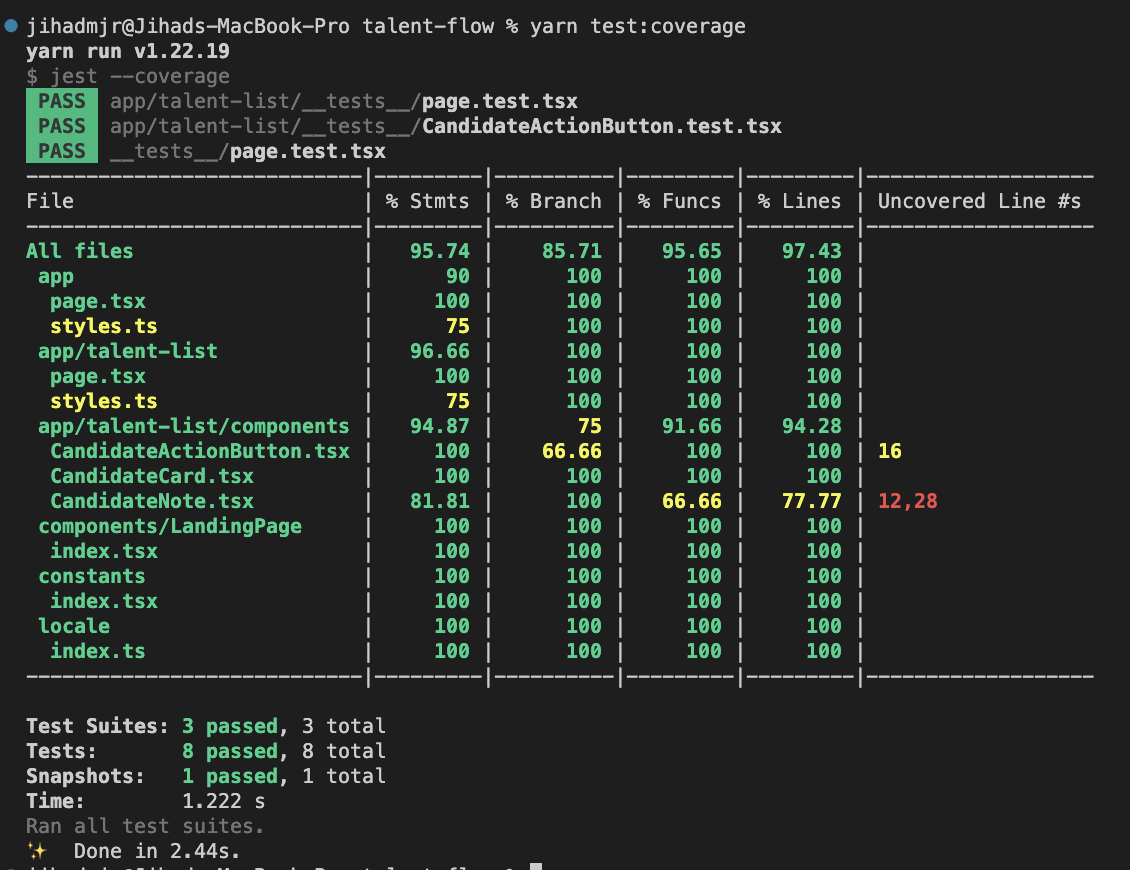 jihadmjr@Jihads-MacBook-Pro talent-flow % yarn test:coverage
yarn run v1.22.19
$ jest --coverage
PASS app/talent-list/__tests__/page.test.tsx
PASS app/talent-list/__tests__/CandidateActionButton.test.tsx
PASS __tests__/page.test.tsx
----------------------------|---------|----------|---------|---------|-------------------
File                        | % Stmts | % Branch | % Funcs | % Lines | Uncovered Line #s
----------------------------|---------|----------|---------|---------|-------------------
All files                   |   95.74 |    85.71 |   95.65 |   97.43 |
 app                        |      90 |      100 |     100 |     100 |
  page.tsx                  |     100 |      100 |     100 |     100 |
  styles.ts                 |      75 |      100 |     100 |     100 |
 app/talent-list            |   96.66 |      100 |     100 |     100 |
  page.tsx                  |     100 |      100 |     100 |     100 |
  styles.ts                 |      75 |      100 |     100 |     100 |
 app/talent-list/components |   94.87 |       75 |   91.66 |   94.28 |
  CandidateActionButton.tsx |     100 |    66.66 |     100 |     100 | 16
  CandidateCard.tsx         |     100 |      100 |     100 |     100 |
  CandidateNote.tsx         |   81.81 |      100 |   66.66 |   77.77 | 12,28
 components/LandingPage     |     100 |      100 |     100 |     100 |
  index.tsx                 |     100 |      100 |     100 |     100 |
 constants                  |     100 |      100 |     100 |     100 |
  index.tsx                 |     100 |      100 |     100 |     100 |
 locale                     |     100 |      100 |     100 |     100 |
  index.ts                  |     100 |      100 |     100 |     100 |
----------------------------|---------|----------|---------|---------|-------------------
Test Suites: 3 passed, 3 total
Tests:       8 passed, 8 total
Snapshots:   1 passed, 1 total
Time:        1.222 s
Ran all test suites.
✨  Done in 2.44s.